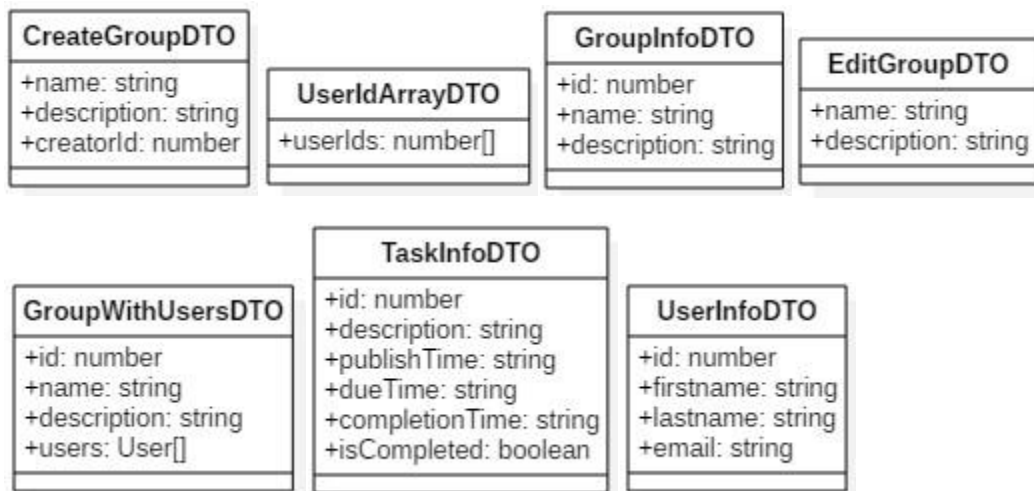 CreateGroupDTO
+name: string
+description: string
+creatorId: number
UserIdArrayDTO
+userIds: number[]
GroupInfoDTO
+id: number
+name: string
+description: string
EditGroupDTO
+name: string
+description: string
GroupWithUsersDTO
+id: number
+name: string
+description: string
+users: User[]
TaskInfoDTO
+id: number
+description: string
+publishTime: string
+dueTime: string
+completionTime: string
+isCompleted: boolean
UserInfoDTO
+id: number
+firstname: string
+lastname: string
+email: string